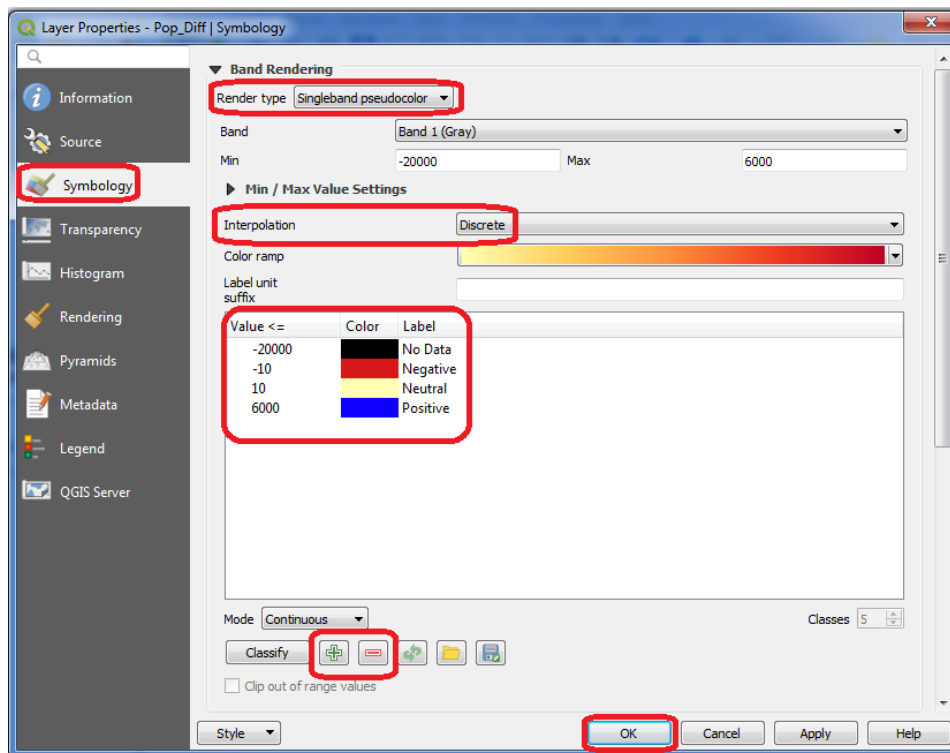 Layer Properties - Pop_Diff | Symbology
Information
Source
Symbology
Transparency
Histogram
Rendering
Pyramids
Metadata
Legend
QGIS Server
Band Rendering
Render type Singleband pseudocolor
Band Band 1 (Gray)
Min -20000 Max 6000
Min / Max Value Settings
Interpolation Discrete
Color ramp
Label unit
suffix
Value <= Color Label
-20000 No Data
-10 Negative
10 Neutral
6000 Positive
Mode Continuous Classes 5
Classify
Clip out of range values
Style OK Cancel Apply Help